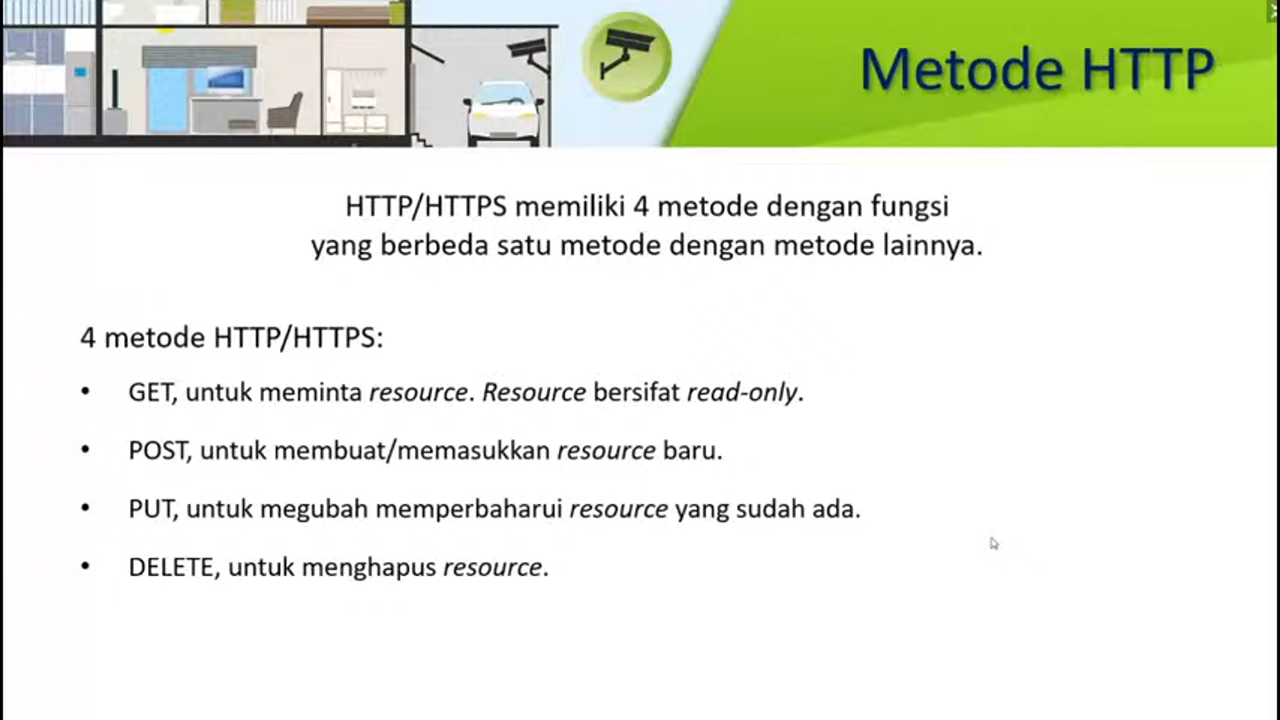 Metode HTTP
HTTP/HTTPS memiliki 4 metode dengan fungsi
yang berbeda satu metode dengan metode lainnya.
4 metode HTTP/HTTPS:
• GET, untuk meminta resource. Resource bersifat read-only.
• POST, untuk membuat/memasukkan resource baru.
• PUT, untuk megubah memperbaharui resource yang sudah ada.
• DELETE, untuk menghapus resource.